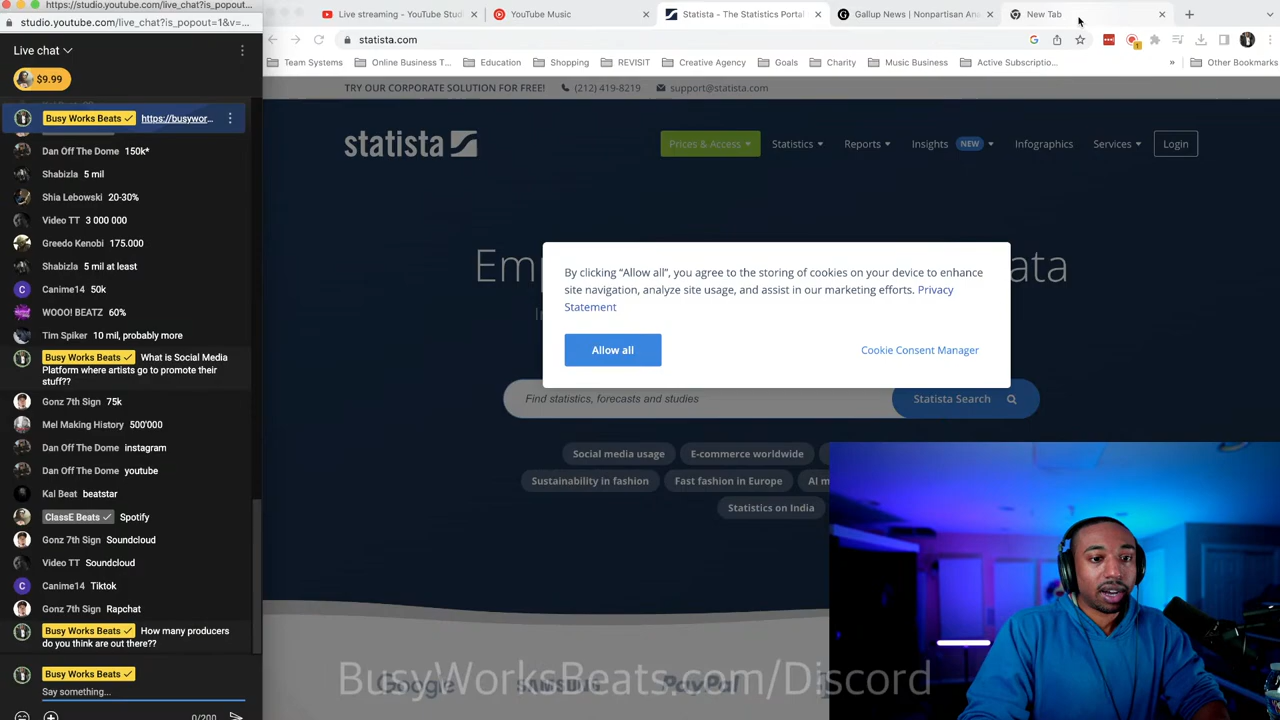 https://studio.youtube.com/live_chat?is_popout...
studio.youtube.com/live_chat?is_popout=1&v=...
Live chat
$9.99
Busy Works Beats https://busywor...
Dan Off The Dome 150k*
Shabizla 5 mil
Shia Lebowski 20-30%
Video TT 3 000 000
Greedo Kenobi 175.000
Shabizla 5 mil at least
Canime14 50k
WOOO! BEATZ 60%
Tim Spiker 10 mil, probably more
Busy Works Beats What is Social Media
Platform where artists go to promote their
stuff??
Gonz 7th Sign 75k
Mel Making History 500'000
Dan Off The Dome instagram
Dan Off The Dome youtube
Kal Beat beatstar
ClassE Beats Spotify
Gonz 7th Sign Soundcloud
Video TT Soundcloud
Canime14 Tiktok
Gonz 7th Sign Rapchat
Busy Works Beats How many producers
do you think are out there??
Busy Works Beats
Say something...
0/200
Live streaming - YouTube Studi
YouTube Music
Statista - The Statistics Portal
Gallup News | Nonpartisan Ana
New Tab
statista.com
Team Systems
Online Business T...
Education
Shopping
REVISIT
Creative Agency
Goals
Charity
Music Business
Active Subscriptio...
» Other Bookmarks
TRY OUR CORPORATE SOLUTION FOR FREE! (212) 419-8219 support@statista.com
statista
Prices & Access
Statistics
Reports
Insights NEW
Infographics
Services
Login
By clicking “Allow all”, you agree to the storing of cookies on your device to enhance
site navigation, analyze site usage, and assist in our marketing efforts. Privacy
Statement
Allow all
Cookie Consent Manager
Find statistics, forecasts and studies
Statista Search
Social media usage
E-commerce worldwide
Sustainability in fashion
Fast fashion in Europe
Statistics on India
Google
SAMSUNG
PayPal
BusyWorksBeats.com/Discord